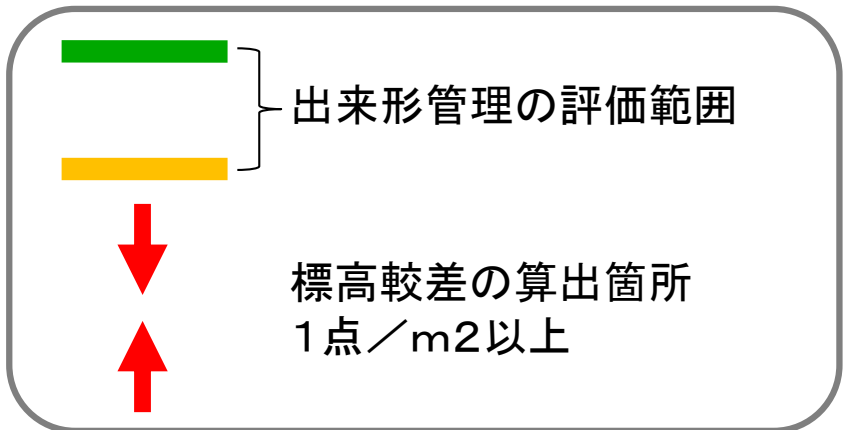 出来形管理の評価範囲
標高較差の算出箇所
１点／ｍ２以上